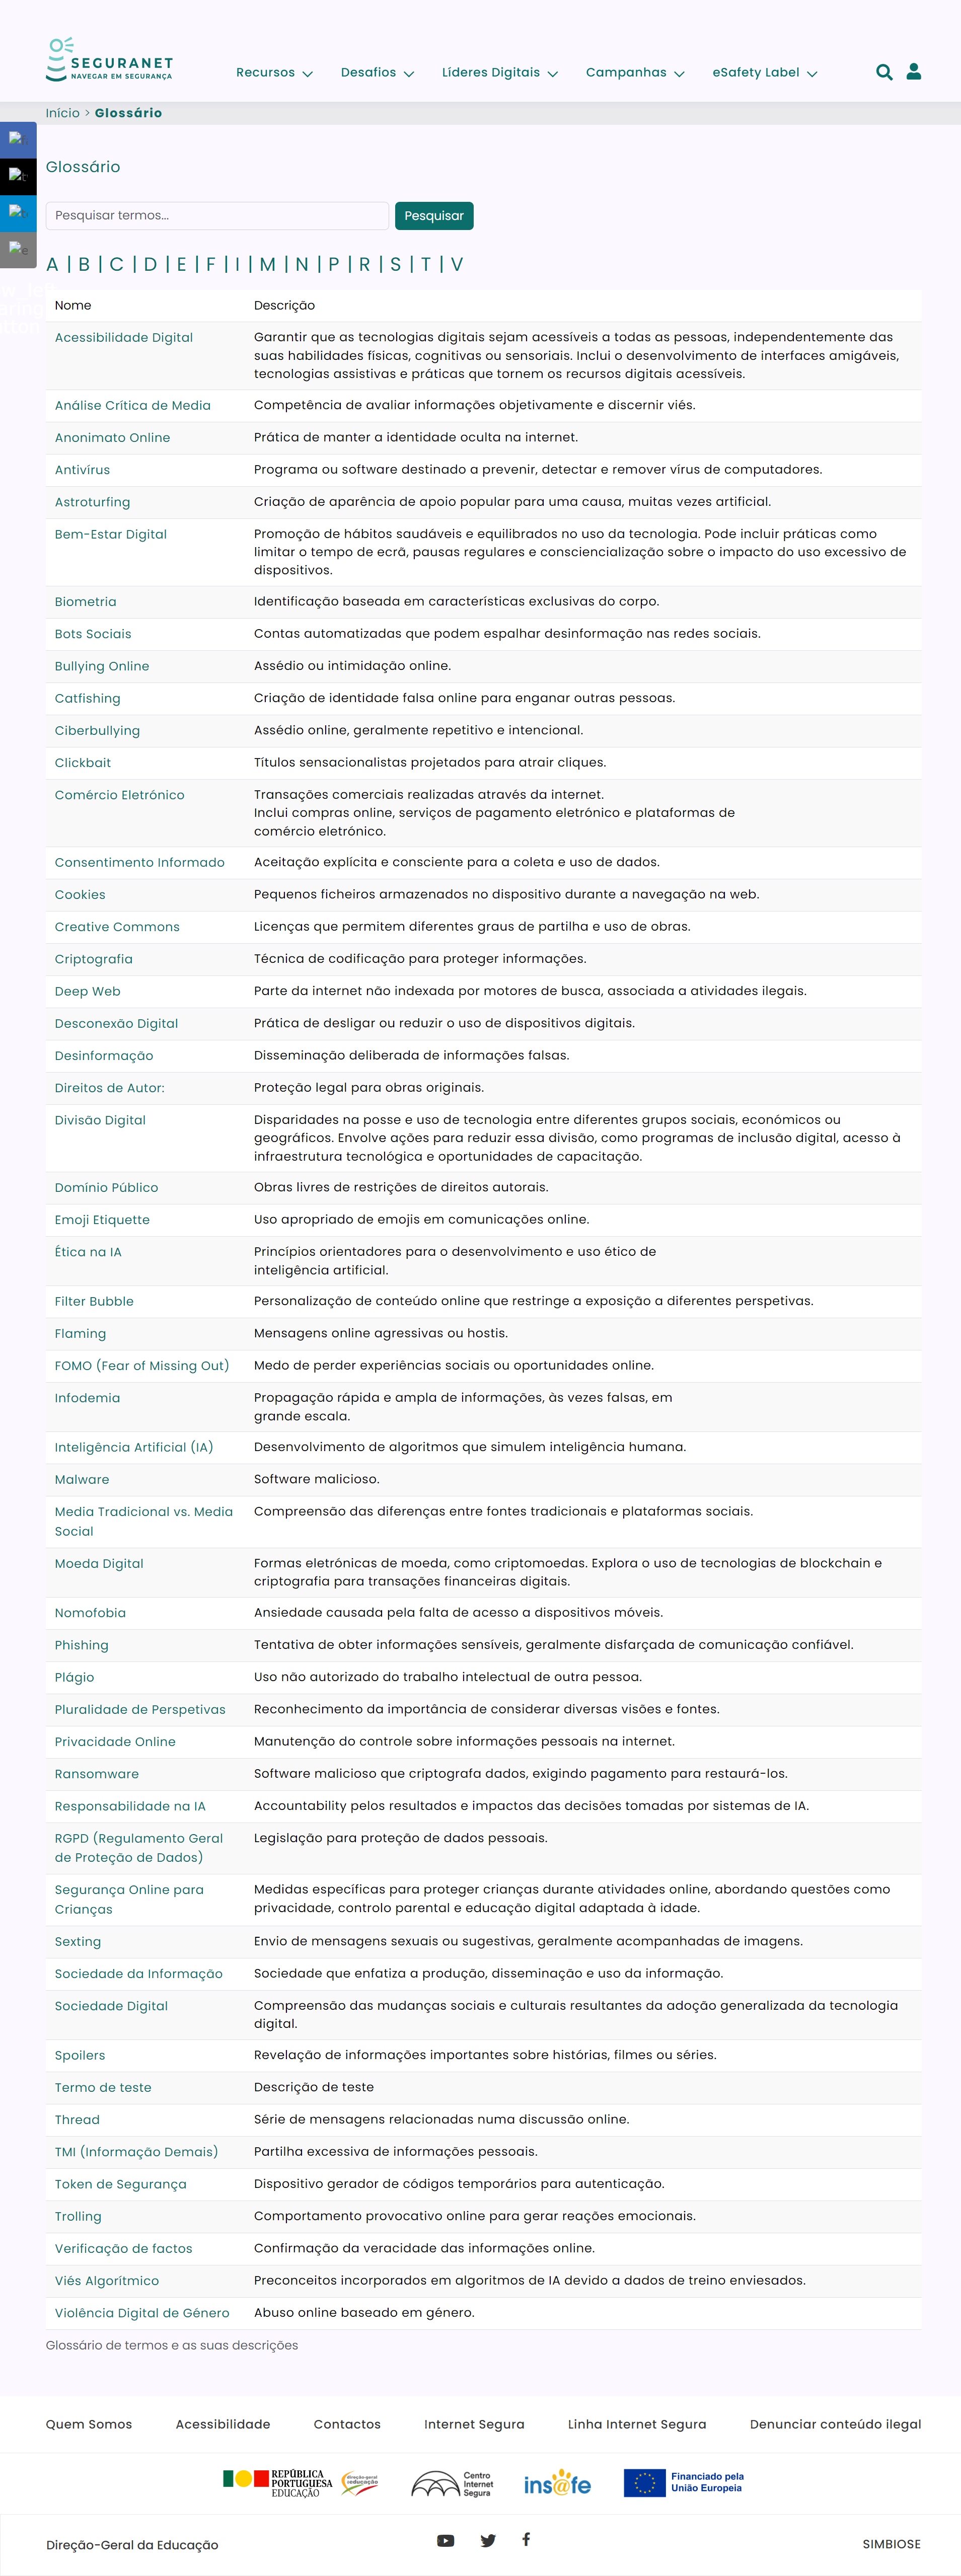 SEGURANET
NAVEGAR EM SEGURANÇA
Recursos
Desafios
Líderes Digitais
Campanhas
eSafety Label
Início > Glossário
Glossário
Pesquisar termos...
Pesquisar
A | B | C | D | E | F | I | M | N | P | R | S | T | V
Nome Descrição
Acessibilidade Digital Garantir que as tecnologias digitais sejam acessíveis a todas as pessoas, independentemente das
suas habilidades físicas, cognitivas ou sensoriais. Inclui o desenvolvimento de interfaces amigáveis,
tecnologias assistivas e práticas que tornem os recursos digitais acessíveis.
Análise Crítica de Media Competência de avaliar informações objetivamente e discernir viés.
Anonimato Online Prática de manter a identidade oculta na internet.
Antivírus Programa ou software destinado a prevenir, detectar e remover vírus de computadores.
Astroturfing Criação de aparência de apoio popular para uma causa, muitas vezes artificial.
Bem-Estar Digital Promoção de hábitos saudáveis e equilibrados no uso da tecnologia. Pode incluir práticas como
limitar o tempo de ecrã, pausas regulares e consciencialização sobre o impacto do uso excessivo de
dispositivos.
Biometria Identificação baseada em características exclusivas do corpo.
Bots Sociais Contas automatizadas que podem espalhar desinformação nas redes sociais.
Bullying Online Assédio ou intimidação online.
Catfishing Criação de identidade falsa online para enganar outras pessoas.
Ciberbullying Assédio online, geralmente repetitivo e intencional.
Clickbait Títulos sensacionalistas projetados para atrair cliques.
Comércio Eletrónico Transações comerciais realizadas através da internet.
Inclui compras online, serviços de pagamento eletrónico e plataformas de
comércio eletrónico.
Consentimento Informado Aceitação explícita e consciente para a coleta e uso de dados.
Cookies Pequenos ficheiros armazenados no dispositivo durante a navegação na web.
Creative Commons Licenças que permitem diferentes graus de partilha e uso de obras.
Criptografia Técnica de codificação para proteger informações.
Deep Web Parte da internet não indexada por motores de busca, associada a atividades ilegais.
Desconexão Digital Prática de desligar ou reduzir o uso de dispositivos digitais.
Desinformação Disseminação deliberada de informações falsas.
Direitos de Autor: Proteção legal para obras originais.
Divisão Digital Disparidades na posse e uso de tecnologia entre diferentes grupos sociais, económicos ou
geográficos. Envolve ações para reduzir essa divisão, como programas de inclusão digital, acesso à
infraestrutura tecnológica e oportunidades de capacitação.
Domínio Público Obras livres de restrições de direitos autorais.
Emoji Etiquette Uso apropriado de emojis em comunicações online.
Ética na IA Princípios orientadores para o desenvolvimento e uso ético de
inteligência artificial.
Filter Bubble Personalização de conteúdo online que restringe a exposição a diferentes perspetivas.
Flaming Mensagens online agressivas ou hostis.
FOMO (Fear of Missing Out) Medo de perder experiências sociais ou oportunidades online.
Infodemia Propagação rápida e ampla de informações, às vezes falsas, em
grande escala.
Inteligência Artificial (IA) Desenvolvimento de algoritmos que simulem inteligência humana.
Malware Software malicioso.
Media Tradicional vs. Media Compreensão das diferenças entre fontes tradicionais e plataformas sociais.
Social
Moeda Digital Formas eletrónicas de moeda, como criptomoedas. Explora o uso de tecnologias de blockchain e
criptografia para transações financeiras digitais.
Nomofobia Ansiedade causada pela falta de acesso a dispositivos móveis.
Phishing Tentativa de obter informações sensíveis, geralmente disfarçada de comunicação confiável.
Plágio Uso não autorizado do trabalho intelectual de outra pessoa.
Pluralidade de Perspetivas Reconhecimento da importância de considerar diversas visões e fontes.
Privacidade Online Manutenção do controle sobre informações pessoais na internet.
Ransomware Software malicioso que criptografa dados, exigindo pagamento para restaurá-los.
Responsabilidade na IA Accountability pelos resultados e impactos das decisões tomadas por sistemas de IA.
RGPD (Regulamento Geral Legislação para proteção de dados pessoais.
de Proteção de Dados)
Segurança Online para Medidas específicas para proteger crianças durante atividades online, abordando questões como
Crianças privacidade, controlo parental e educação digital adaptada à idade.
Sexting Envio de mensagens sexuais ou sugestivas, geralmente acompanhadas de imagens.
Sociedade da Informação Sociedade que enfatiza a produção, disseminação e uso da informação.
Sociedade Digital Compreensão das mudanças sociais e culturais resultantes da adoção generalizada da tecnologia
digital.
Spoilers Revelação de informações importantes sobre histórias, filmes ou séries.
Termo de teste Descrição de teste
Thread Série de mensagens relacionadas numa discussão online.
TMI (Informação Demais) Partilha excessiva de informações pessoais.
Token de Segurança Dispositivo gerador de códigos temporários para autenticação.
Trolling Comportamento provocativo online para gerar reações emocionais.
Verificação de factos Confirmação da veracidade das informações online.
Viés Algorítmico Preconceitos incorporados em algoritmos de IA devido a dados de treino enviesados.
Violência Digital de Género Abuso online baseado em género.
Glossário de termos e as suas descrições
Quem Somos
Acessibilidade
Contactos
Internet Segura
Linha Internet Segura
Denunciar conteúdo ilegal
REPÚBLICA
PORTUGUESA
EDUCAÇÃO
direção-geral
educação
Centro
Internet
Segura
ins@fe
Financiado pela
União Europeia
Direção-Geral da Educação
SIMBIOSE